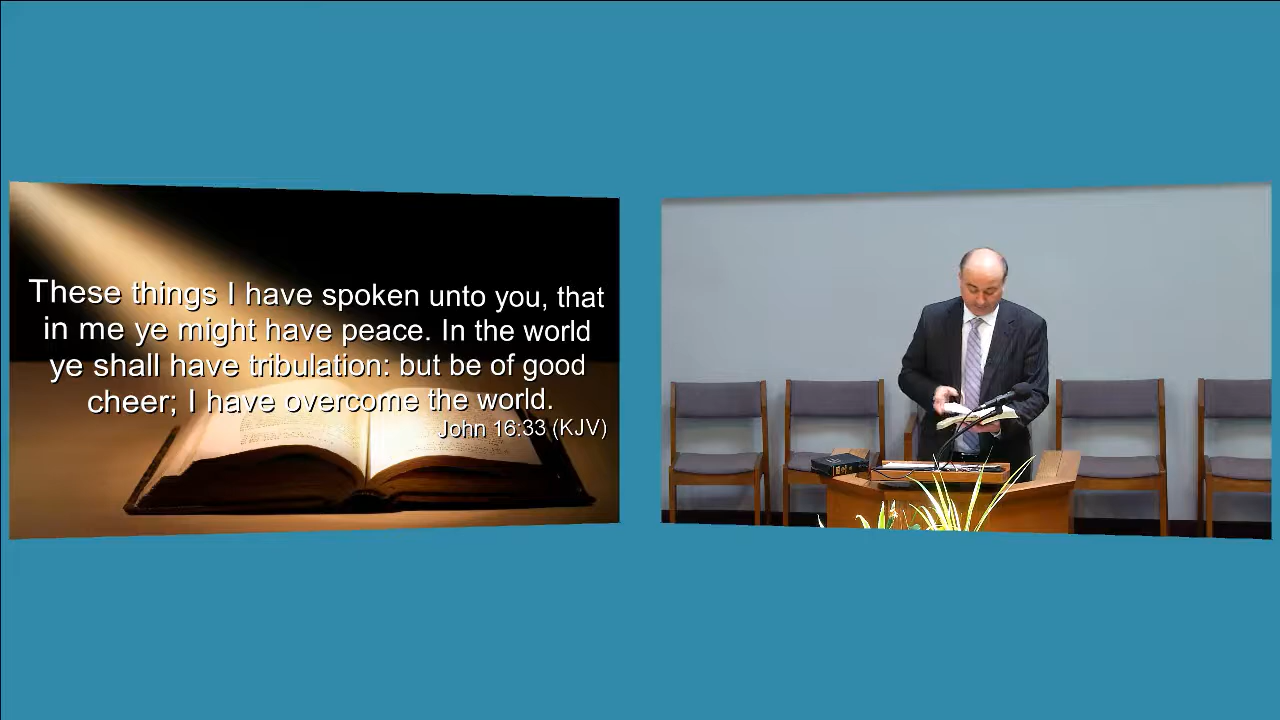 These things I have spoken unto you, that
in me ye might have peace. In the world
ye shall have tribulation: but be of good
cheer; I have overcome the world.
John 16:33 (KJV)